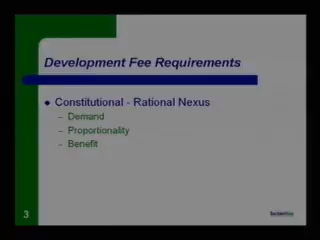 Development Fee Requirements
● Constitutional - Rational Nexus
– Demand
– Proportionality
– Benefit
3